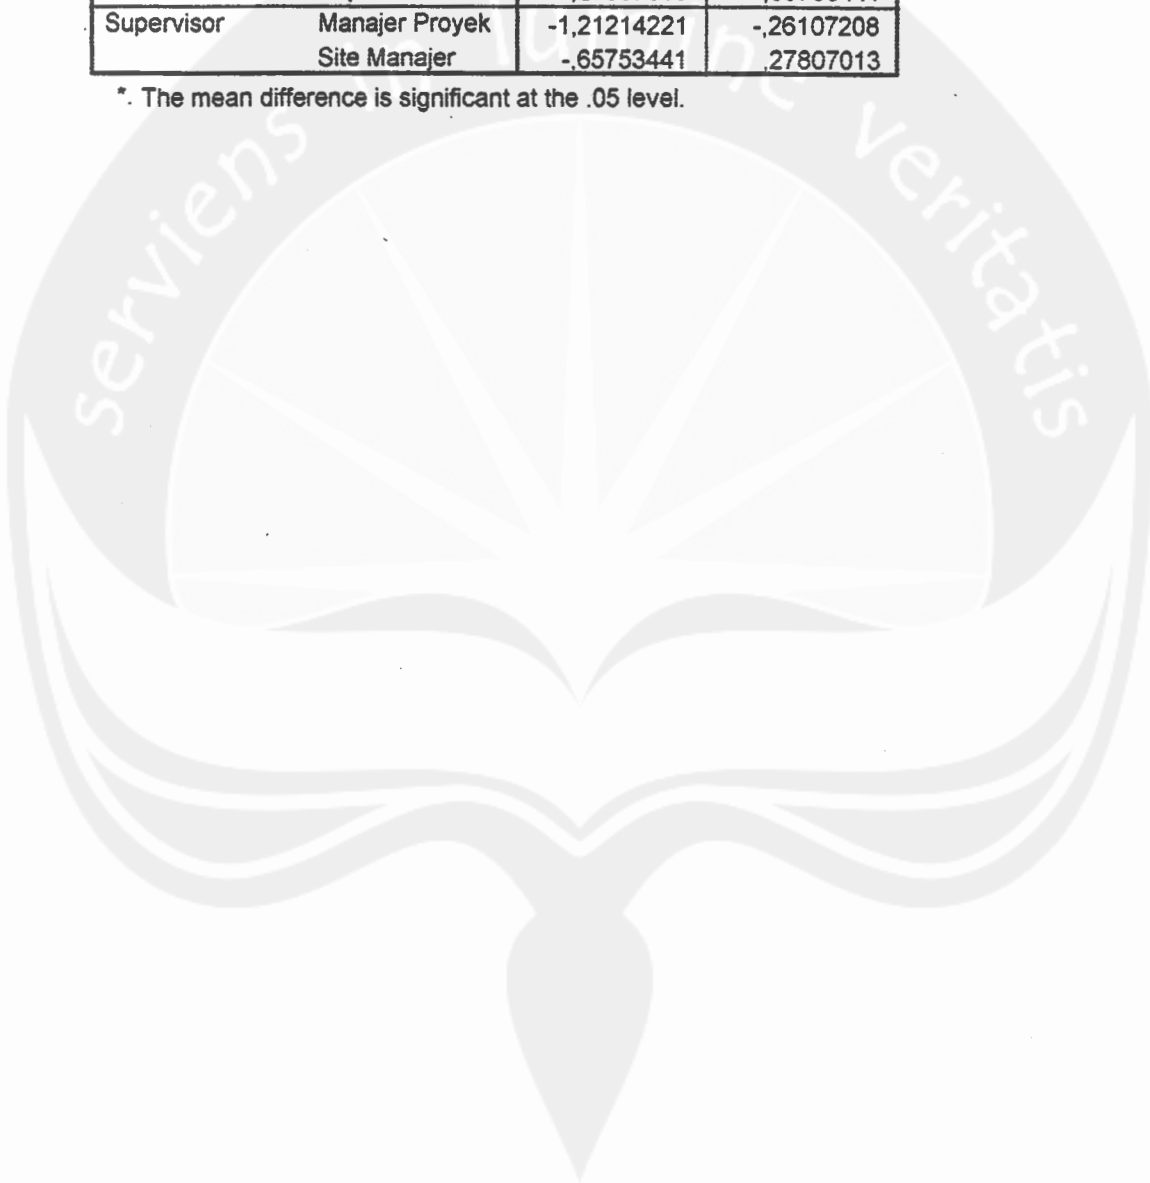 Supervisor Manajer Proyek -1,21214221 -,26107208
Site Manajer -,65753441 ,27807013
*. The mean difference is significant at the .05 level.
serviens in lumine veritatis